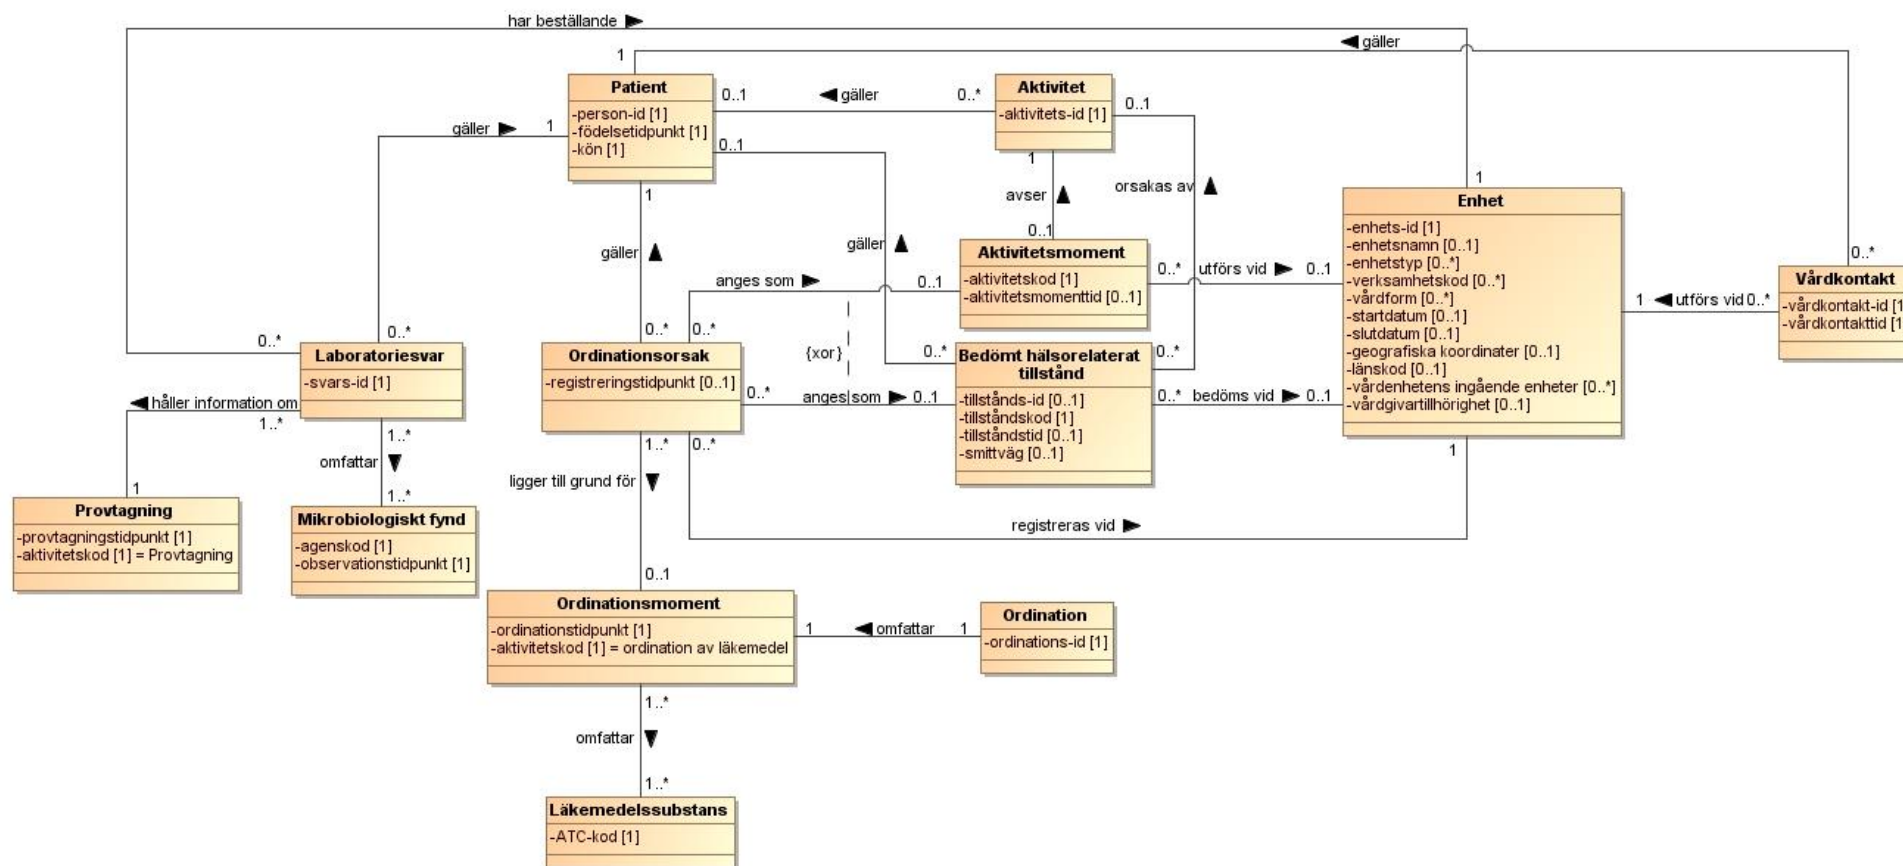 har beställande
gäller
1
1
Patient
-person-id [1]
-födelsetidpunkt [1]
-kön [1]
0..1
gäller
0..*
Aktivitet
-aktivitets-id [1]
0..1
gäller
1
0..1
1
1
avser
orsakas av
1
Enhet
-enhets-id [1]
-enhetsnamn [0..1]
-enhetstyp [0..*]
-verksamhetskod [0..*]
-vårdform [0..*]
-startdatum [0..1]
-slutdatum [0..1]
-geografiska koordinater [0..1]
-länskod [0..1]
-vårdenhetens ingående enheter [0..*]
-vårdgivartillhörighet [0..1]
gäller
gäller
0..1
Aktivitetsmoment
-aktivitetskod [1]
-aktivitetsmomenttid [0..1]
0..*
utförs vid
0..1
0..*
Vårdkontakt
-vårdkontakt-id [1
-vårdkontakttid [1
1
utförs vid
0..*
anges som
0..1
0..*
0..*
0..*
0..*
{xor}
0..*
0..*
Laboratoriesvar
-svars-id [1]
Ordinationsorsak
-registreringstidpunkt [0..1]
Bedömt hälsorelaterat
tillstånd
-tillstånds-id [0..1]
-tillståndskod [1]
-tillståndstid [0..1]
-smittväg [0..1]
0..*
anges som
0..1
0..*
bedöms vid
0..1
håller information om
1..*
1..*
1..*
0..*
1
omfattar
ligger till grund för
1
1..*
registreras vid
Provtagning
-provtagningstidpunkt [1]
-aktivitetskod [1] = Provtagning
Mikrobiologiskt fynd
-agenskod [1]
-observationstidpunkt [1]
0..1
Ordinationsmoment
-ordinationstidpunkt [1]
-aktivitetskod [1] = ordination av läkemedel
1
omfattar
1
Ordination
-ordinations-id [1]
1..*
omfattar
1..*
Läkemedelssubstans
-ATC-kod [1]